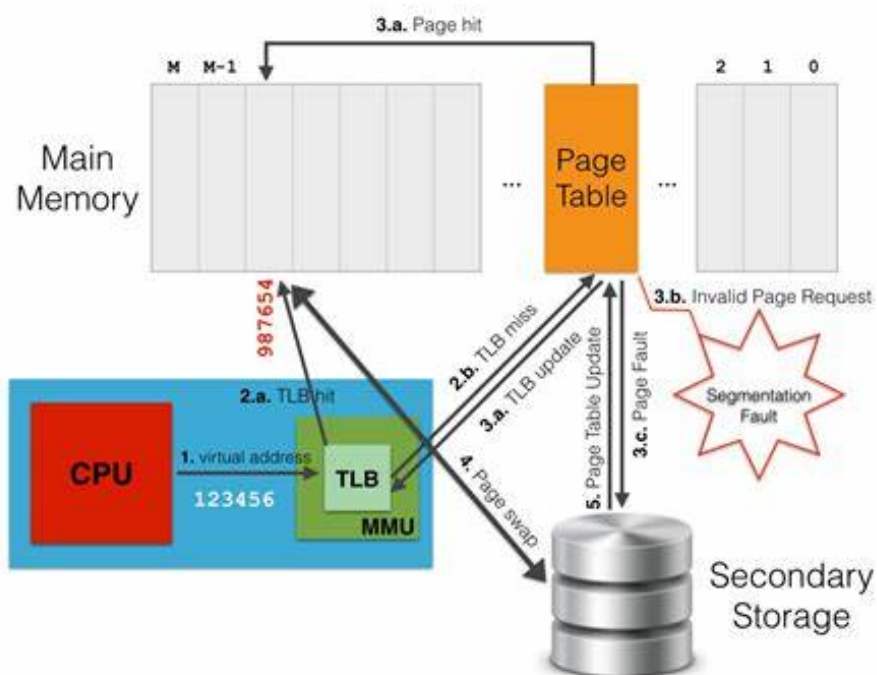 3.a. Page hit
M M-1
2 1 0
Main
Memory
...
Page
Table
...
987654
3.b. Invalid Page Request
Segmentation
Fault
2.b. TLB miss
3.a. TLB update
5. Page Table Update
3.c. Page Fault
2.a. TLB hit
CPU
1. virtual address
123456
TLB
MMU
4. Page swap
Secondary
Storage